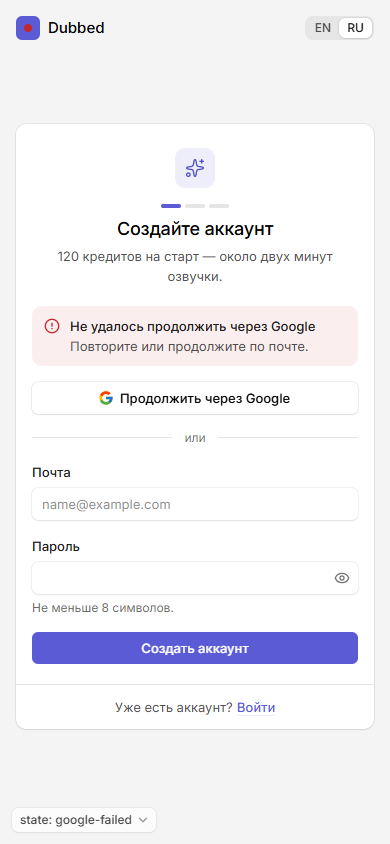 Dubbed
EN
RU
Создайте аккаунт
120 кредитов на старт — около двух минут
озвучки.
Не удалось продолжить через Google
Повторите или продолжите по почте.
Продолжить через Google
или
Почта
name@example.com
Пароль
Не меньше 8 символов.
Создать аккаунт
Уже есть аккаунт? Войти
state: google-failed